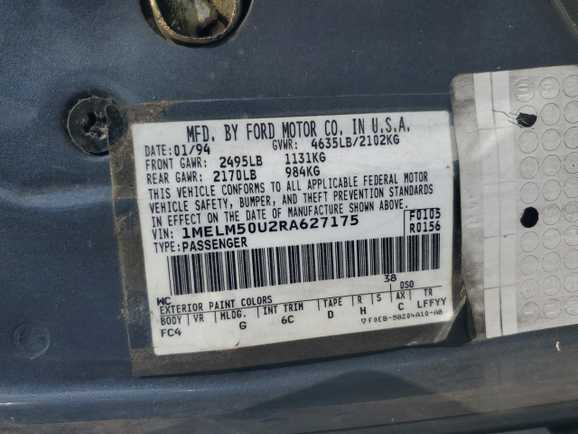 MFD. BY FORD MOTOR CO. IN U.S.A.
DATE: 01/94 GVWR: 4635LB/2102KG
FRONT GAWR: 2495LB 1131KG
REAR GAWR: 2170LB 984KG
THIS VEHICLE CONFORMS TO ALL APPLICABLE FEDERAL MOTOR
VEHICLE SAFETY, BUMPER, AND THEFT PREVENTION STANDARDS
IN EFFECT ON THE DATE OF MANUFACTURE SHOWN ABOVE.
VIN: 1MELM50U2RA627175 F0103
TYPE: PASSENGER R0156
38
WC DSO
EXTERIOR PAINT COLORS
BODY VR MLDG. INT TRIM TAPE R S AX TR
FC4 G 6C D H C LFFYY